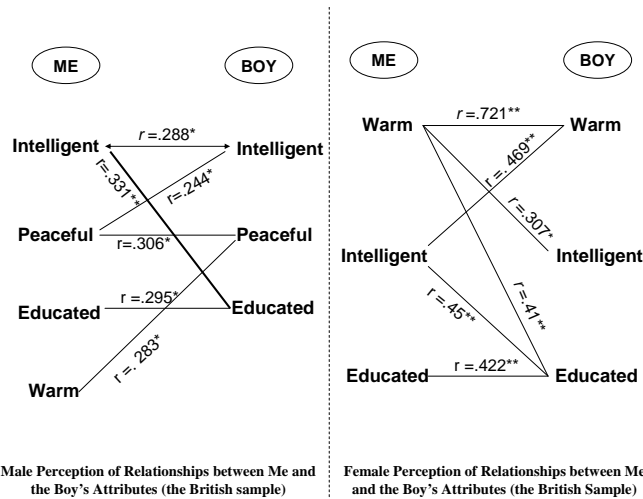 ME
BOY
Intelligent
r =.288*
Intelligent
r=.331**
r=.244*
Peaceful
r=.306*
Peaceful
Educated
r =.295*
Educated
r =. 283*
Warm
Male Perception of Relationships between Me and
the Boy's Attributes (the British sample)
ME
BOY
Warm
r =.721**
Warm
r =.469**
r=.307*
Intelligent
Intelligent
r =.45**
r =.41**
Educated
r =.422**
Educated
Female Perception of Relationships between Me
and the Boy's Attributes (the British Sample)